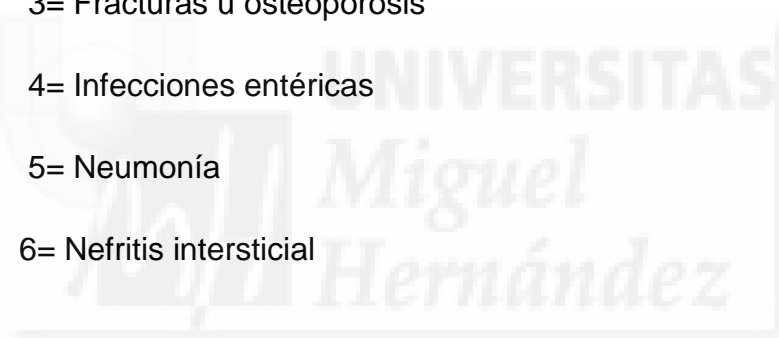 3= Fracturas u osteoporosis
4= Infecciones entéricas
UNIVERSITAS
5= Neumonía
Miguel
6= Nefritis intersticial
Hernández